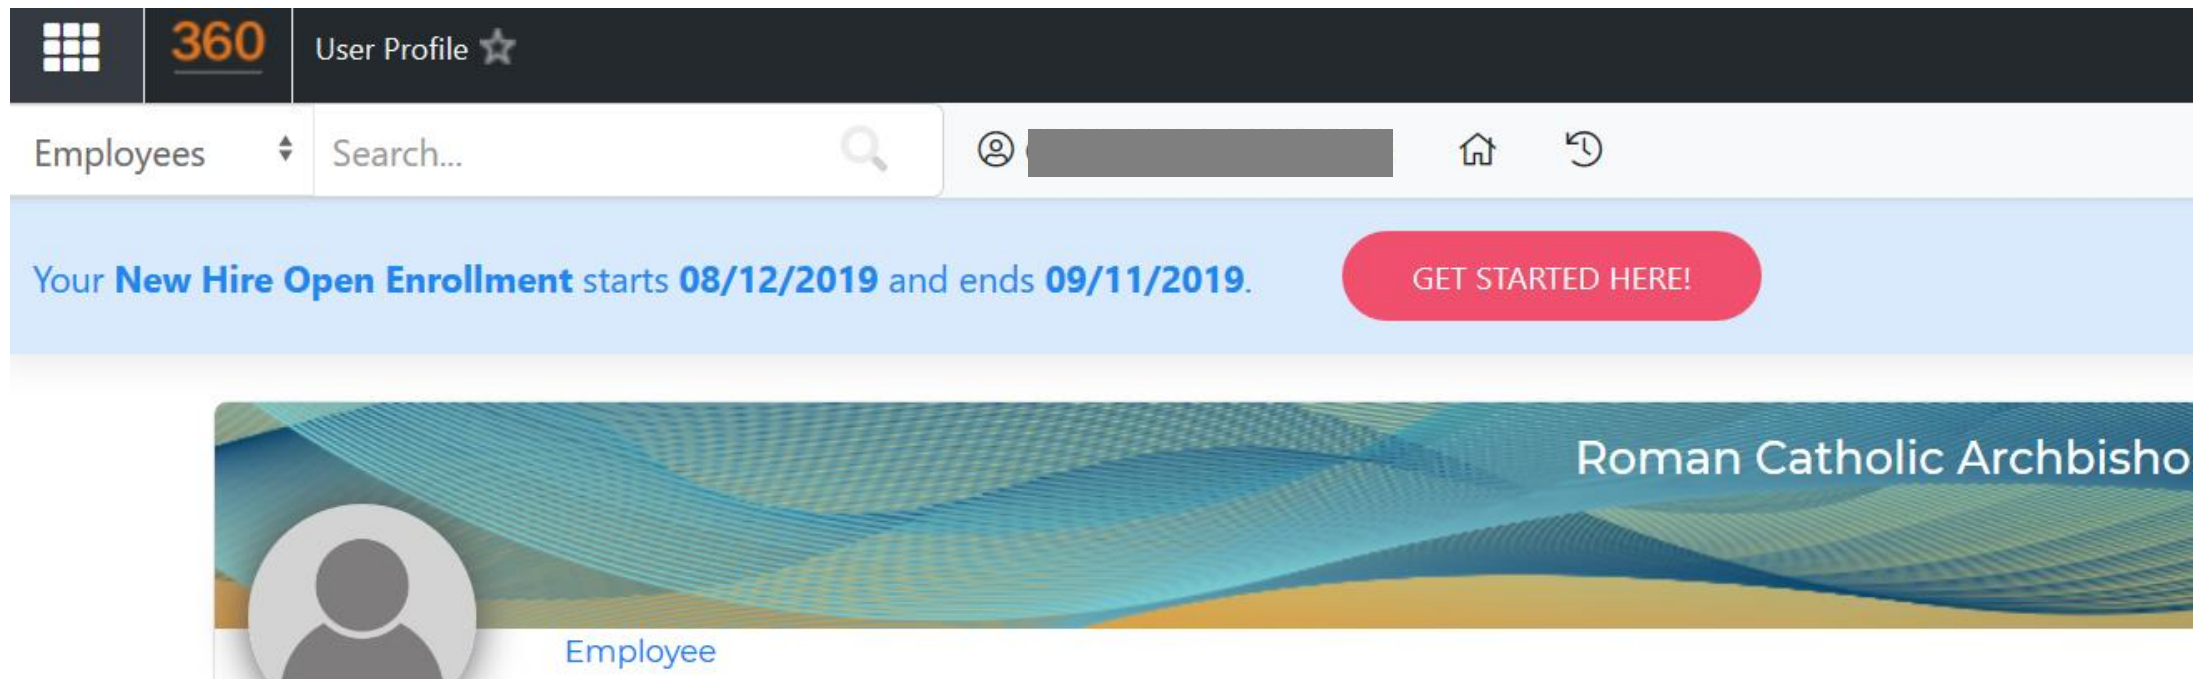 360 User Profile
Employees Search...
Your New Hire Open Enrollment starts 08/12/2019 and ends 09/11/2019. GET STARTED HERE!
Roman Catholic Archbisho
Employee